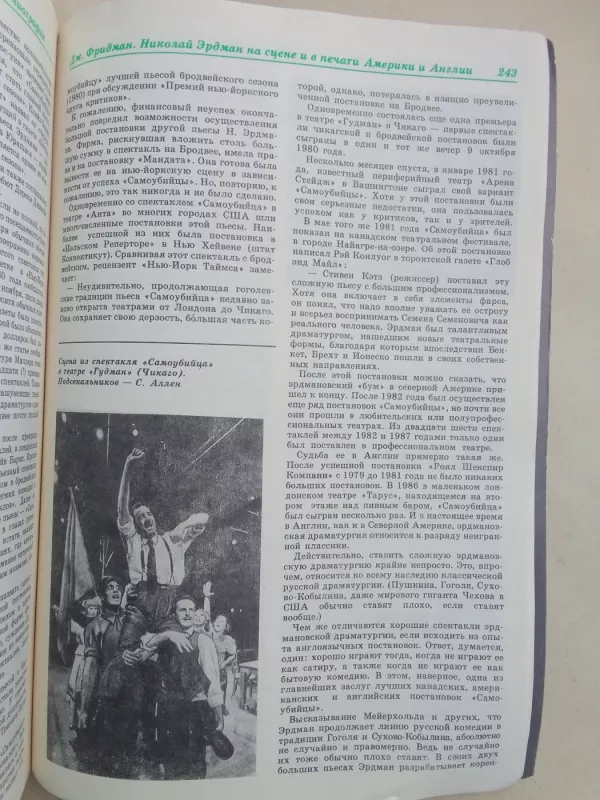 Дж. Фридман. Николай Эрдман на сцене и в печати Америки и Англии 243
моубийцу» лучшей пьесой бродвейского сезона
(1980) при обсуждении «Премий нью-йоркского
круга критиков».
К пожалению, финансовый неуспех оконча-
тельно повредил возможности осуществления
большой постановки другой пьесы Н. Эрдма-
на. Фирма, рискнувшая вложить столь боль-
шую сумму в спектакль на Бродвее, имела пра-
ва и на постановку «Мандата». Она готова была
вывести ее на нью-йоркскую сцену в зависи-
мости от успеха «Самоубийцы». Но, повторяю, к
пожалению, это так никогда и не было сделано.
Одновременно со спектаклем «Самоубийца» в
театре «Анта» во многих городах США шли
многочисленные постановки этой пьесы. Наи-
более успешной из них была постановка в
«Йэльском Реперторе» в Нью Хейвене (штат
Коннектикут). Сравнивая этот спектакль с брод-
вейским, рецензент «Нью-Йорк Таймса» заме-
чает:
— Неудивительно, продолжающая гоголев-
ские традиции пьеса «Самоубийца» недавно за-
ново открыта театрами от Лондона до Чикаго.
Она сохраняет свою дерзость, бо́льшая часть ко-
Сцена из спектакля «Самоубийца»
в театре «Гудман» (Чикаго).
Подсекальников — С. Аллен
торой, однако, потерялась в изящно преувели-
ченной постановке на Бродвее.
Одновременно состоялась еще одна премьера
в театре «Гудман» в Чикаго — первые спектак-
ли чикагской и бродвейской постановок были
сыграны в один и тот же вечер 9 октября
1980 года.
Несколько месяцев спустя, в январе 1981 го-
да, известный периферийный театр «Арена
Стейдж» в Вашингтоне сыграл свой вариант
«Самоубийцы». Хотя у этой постановки были
свои серьезные недостатки, она пользовалась
успехом как у критиков, так и у зрителей.
В мае того же 1981 года «Самоубийца» был
показан на канадском театральном фестивале,
в городе Найагре-на-озере. Об этой постановке
написал Рэй Конлуог в торонтской газете «Глоб
энд Мэйл»:
— Стивен Кэтз (режиссер) поставил эту
сложную пьесу с большим профессионализмом.
Хотя она включает в себя элементы фарса,
он понял, что надо вполне уважать ее остроту
и всерьез воспринимать Семена Семеновича как
реального человека. Эрдман был талантливым
драматургом, нашедшим новые театральные
формы, благодаря которым впоследствии Бек-
кет, Брехт и Ионеско пошли в своих собствен-
ных направлениях.
После этой постановки можно сказать, что
эрдмановский «бум» в северной Америке при-
шел к концу. После 1982 года был осуществлен
еще ряд постановок «Самоубийцы», но почти все
они прошли в любительских или полупрофес-
сиональных театрах. Из двадцати шести спек-
таклей между 1982 и 1987 годами только один
был поставлен в профессиональном театре.
Судьба ее в Англии примерно такая же.
После успешной постановки «Роял Шекспир
Компани» с 1979 до 1981 года не было никаких
больших постановок. В 1986 в маленьком лон-
донском театре «Тарус», находящемся на вто-
ром этаже над пивным баром, «Самоубийца»
был сыгран несколько раз. И в настоящее время
в Англии, как и в Северной Америке, эрдманов-
ская драматургия относится к разряду неигран-
ной классики.
Действительно, ставить сложную эрдманов-
скую драматургию крайне непросто. Это, впро-
чем, относится ко всему наследию классической
русской драматургии. (Пушкина, Гоголя, Сухо-
во-Кобылина, даже мирового гиганта Чехова в
США обычно ставят плохо, если ставят
вообще.)
Чем же отличаются хорошие спектакли эрд-
мановской драматургии, если исходить из опы-
та англоязычных постановок. Ответ, думается,
один: хорошо играют тогда, когда не играют ее
как сатиру, а также когда не играют ее как
бытовую комедию. В этом, наверное, одна из
главнейших заслуг лучших канадских, амери-
канских и английских постановок «Само-
убийцы».
Высказывание Мейерхольда и других, что
Эрдман продолжает линию русской комедии в
традиции Гоголя и Сухово-Кобылина, абсолютно
не случайно и правомерно. Ведь не случайно
их тоже обычно плохо ставят. В своих двух
больших пьесах Эрдман разрабатывает корен-